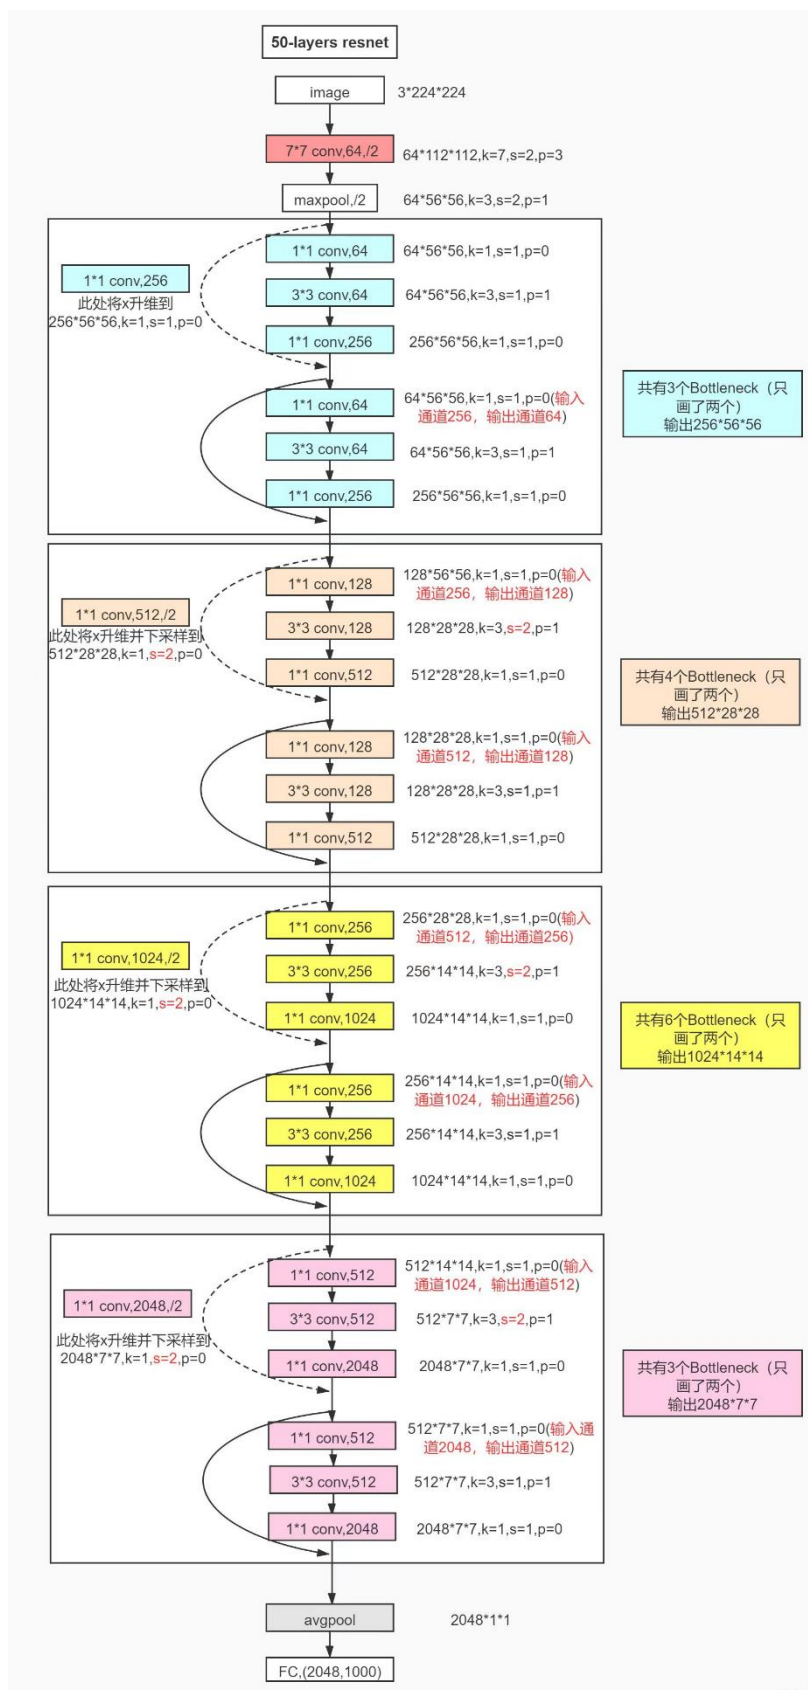 50-layers resnet
image
3*224*224
7*7 conv,64,/2
64*112*112,k=7,s=2,p=3
maxpool,/2
64*56*56,k=3,s=2,p=1
1*1 conv,64
64*56*56,k=1,s=1,p=0
1*1 conv,256
此处将x升维到
256*56*56,k=1,s=1,p=0
3*3 conv,64
64*56*56,k=3,s=1,p=1
1*1 conv,256
256*56*56,k=1,s=1,p=0
1*1 conv,64
64*56*56,k=1,s=1,p=0(输入
通道256，输出通道64)
3*3 conv,64
64*56*56,k=3,s=1,p=1
1*1 conv,256
256*56*56,k=1,s=1,p=0
共有3个Bottleneck（只
画了两个）
输出256*56*56
1*1 conv,128
128*56*56,k=1,s=1,p=0(输入
通道256，输出通道128)
1*1 conv,512,/2
此处将x升维并下采样到
512*28*28,k=1,s=2,p=0
3*3 conv,128
128*28*28,k=3,s=2,p=1
1*1 conv,512
512*28*28,k=1,s=1,p=0
1*1 conv,128
128*28*28,k=1,s=1,p=0(输入
通道512，输出通道128)
3*3 conv,128
128*28*28,k=3,s=1,p=1
1*1 conv,512
512*28*28,k=1,s=1,p=0
共有4个Bottleneck（只
画了两个）
输出512*28*28
1*1 conv,256
256*28*28,k=1,s=1,p=0(输入
通道512，输出通道256)
1*1 conv,1024,/2
此处将x升维并下采样到
1024*14*14,k=1,s=2,p=0
3*3 conv,256
256*14*14,k=3,s=2,p=1
1*1 conv,1024
1024*14*14,k=1,s=1,p=0
1*1 conv,256
256*14*14,k=1,s=1,p=0(输入
通道1024，输出通道256)
3*3 conv,256
256*14*14,k=3,s=1,p=1
1*1 conv,1024
1024*14*14,k=1,s=1,p=0
共有6个Bottleneck（只
画了两个）
输出1024*14*14
1*1 conv,512
512*14*14,k=1,s=1,p=0(输入
通道1024，输出通道512)
1*1 conv,2048,/2
此处将x升维并下采样到
2048*7*7,k=1,s=2,p=0
3*3 conv,512
512*7*7,k=3,s=2,p=1
1*1 conv,2048
2048*7*7,k=1,s=1,p=0
1*1 conv,512
512*7*7,k=1,s=1,p=0(输入通
道2048，输出通道512)
3*3 conv,512
512*7*7,k=3,s=1,p=1
1*1 conv,2048
2048*7*7,k=1,s=1,p=0
共有3个Bottleneck（只
画了两个）
输出2048*7*7
avgpool
2048*1*1
FC,(2048,1000)